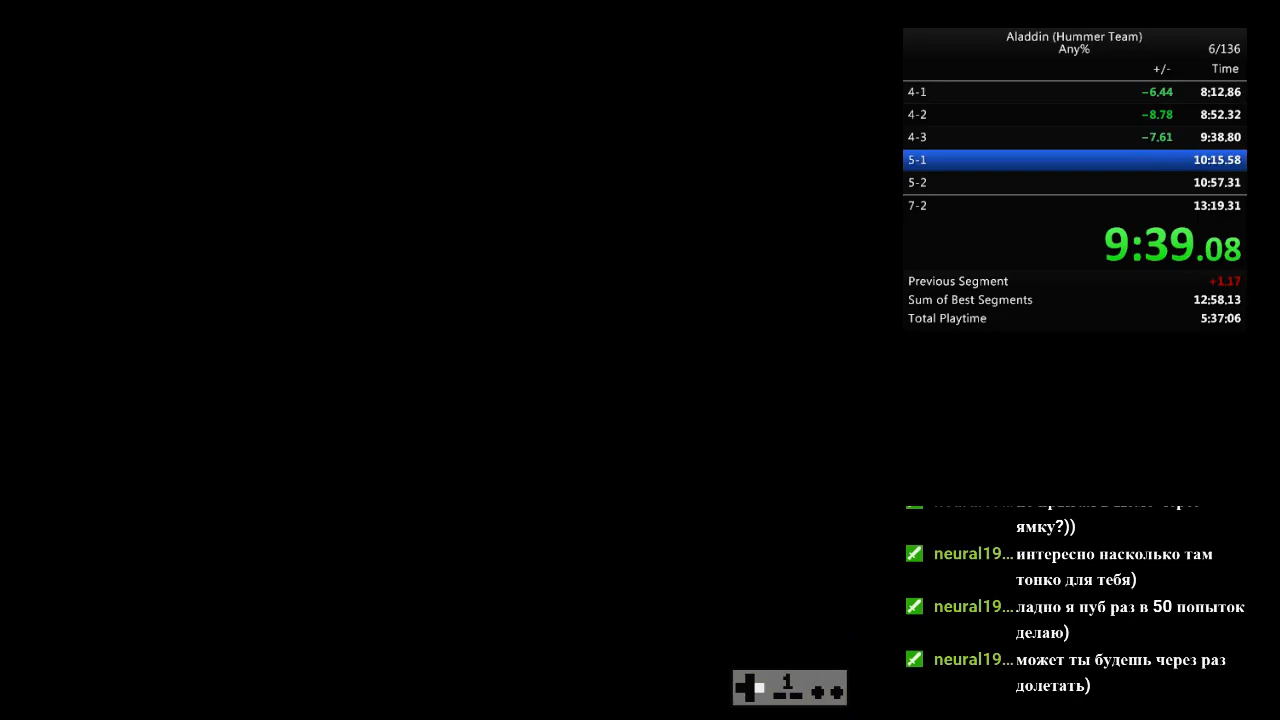 Aladdin (Hummer Team)
Any% 6/136
+/- Time
4-1 -6.44 8:12.86
4-2 -8.78 8:52.32
4-3 -7.61 9:38.80
5-1 10:15.58
5-2 10:57.31
7-2 13:19.31
9:39.08
Previous Segment +1.17
Sum of Best Segments 12:58.13
Total Playtime 5:37:06
ямку?))
neural19... интересно насколько там
тонко для тебя)
neural19... ладно я пуб раз в 50 попыток
делаю)
neural19... может ты будешь через раз
долетать)
1